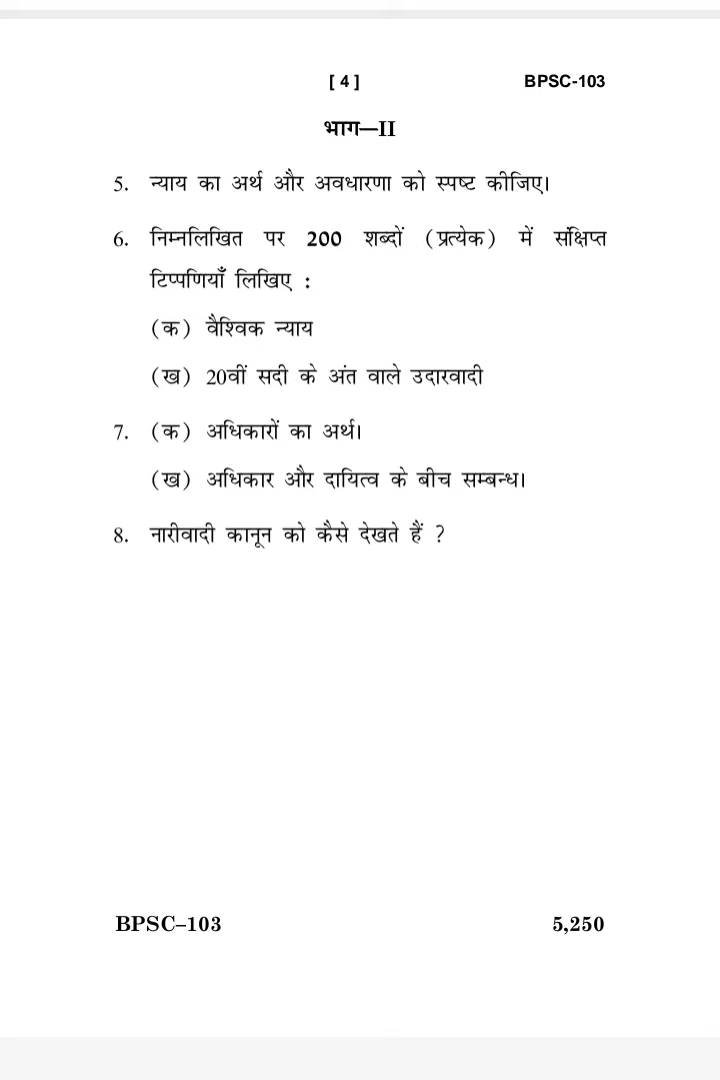 [ 4 ] BPSC-103
भाग—II
5. न्याय का अर्थ और अवधारणा को स्पष्ट कीजिए।
6. निम्नलिखित पर 200 शब्दों (प्रत्येक) में संक्षिप्त
टिप्पणियाँ लिखिए :
(क) वैश्विक न्याय
(ख) 20वीं सदी के अंत वाले उदारवादी
7. (क) अधिकारों का अर्थ।
(ख) अधिकार और दायित्व के बीच सम्बन्ध।
8. नारीवादी कानून को कैसे देखते हैं ?
BPSC–103 5,250